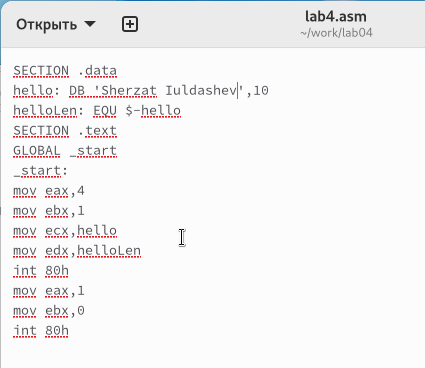 Открыть
lab4.asm
~/work/lab04
SECTION .data
hello: DB 'Sherzat Iuldashev',10
helloLen: EQU $-hello
SECTION .text
GLOBAL _start
_start:
mov eax,4
mov ebx,1
mov ecx,hello
mov edx,helloLen
int 80h
mov eax,1
mov ebx,0
int 80h